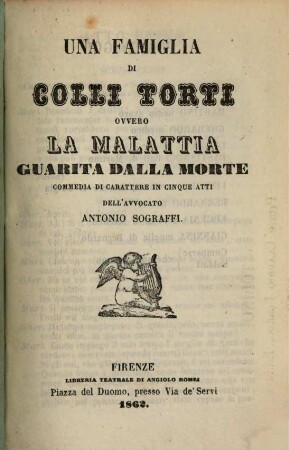 UNA FAMIGLIA
DI
COLLI TORTI
OVVERO
LA MALATTIA
GUARITA DALLA MORTE
COMMEDIA DI CARATTERE IN CINQUE ATTI
DELL'AVVOCATO
ANTONIO SOGRAFFI.
FIRENZE
LIBRERIA TEATRALE DI ANGIOLO ROMEI
Piazza del Duomo, presso Via de' Servi
1862.